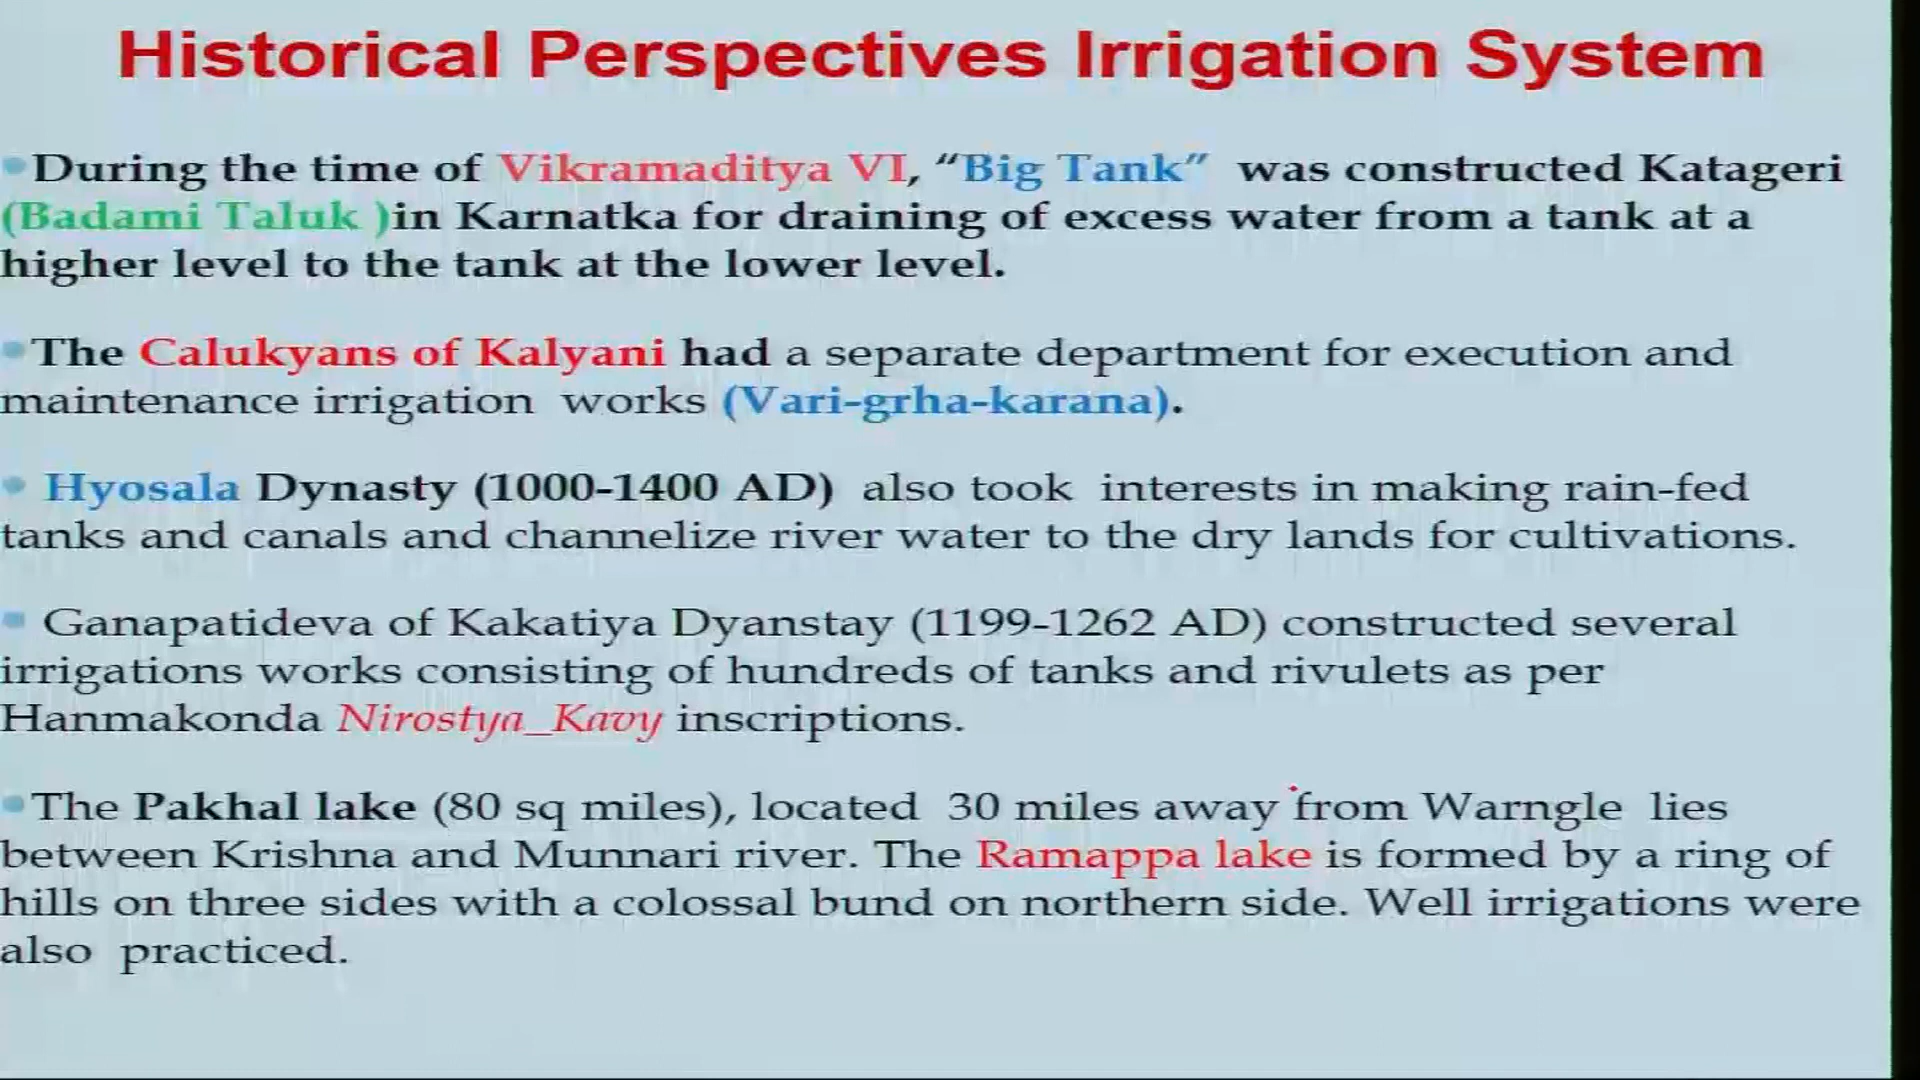 Historical Perspectives Irrigation System
During the time of Vikramaditya VI, “Big Tank” was constructed Katageri
(Badami Taluk )in Karnatka for draining of excess water from a tank at a
higher level to the tank at the lower level.
The Calukyans of Kalyani had a separate department for execution and
maintenance irrigation works (Vari-grha-karana).
Hyosala Dynasty (1000-1400 AD) also took interests in making rain-fed
tanks and canals and channelize river water to the dry lands for cultivations.
Ganapatideva of Kakatiya Dyanstay (1199-1262 AD) constructed several
irrigations works consisting of hundreds of tanks and rivulets as per
Hanmakonda Nirostya_Kavy inscriptions.
The Pakhal lake (80 sq miles), located 30 miles away from Warngle lies
between Krishna and Munnari river. The Ramappa lake is formed by a ring of
hills on three sides with a colossal bund on northern side. Well irrigations were
also practiced.